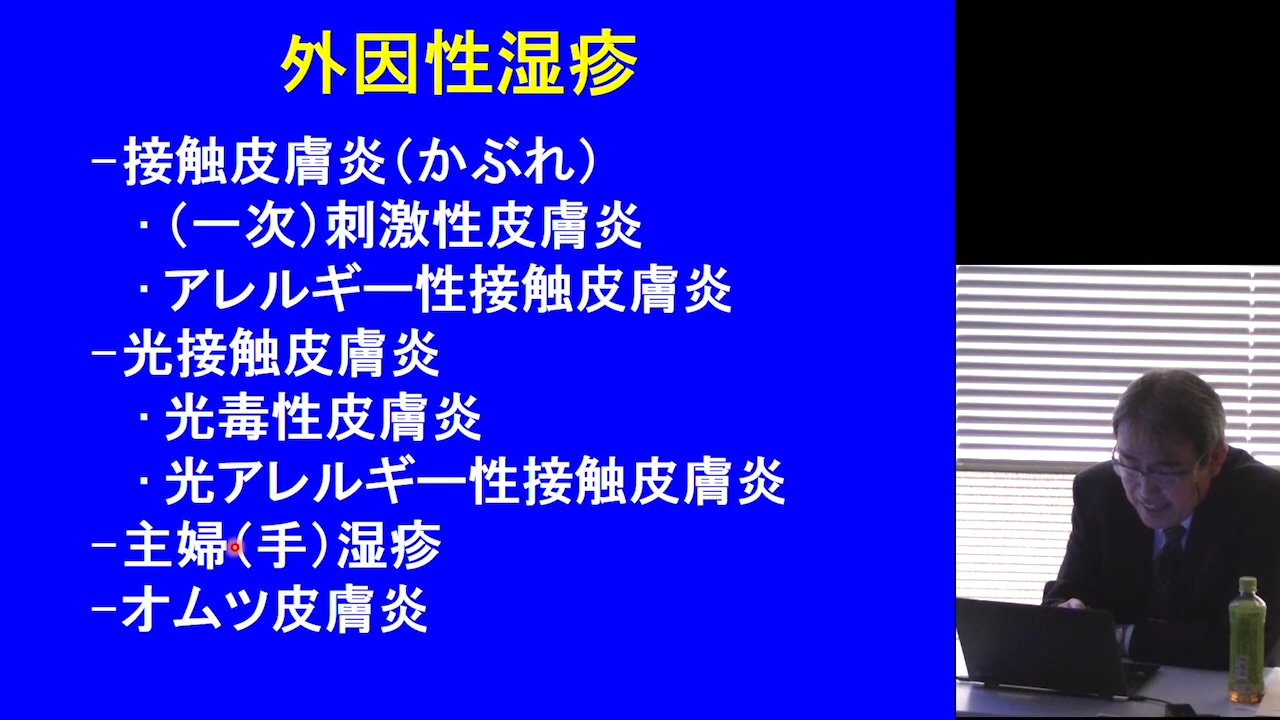 外因性湿疹
－接触皮膚炎（かぶれ）
・（一次）刺激性皮膚炎
・アレルギー性接触皮膚炎
－光接触皮膚炎
・光毒性皮膚炎
・光アレルギー性接触皮膚炎
－主婦（手）湿疹
－オムツ皮膚炎